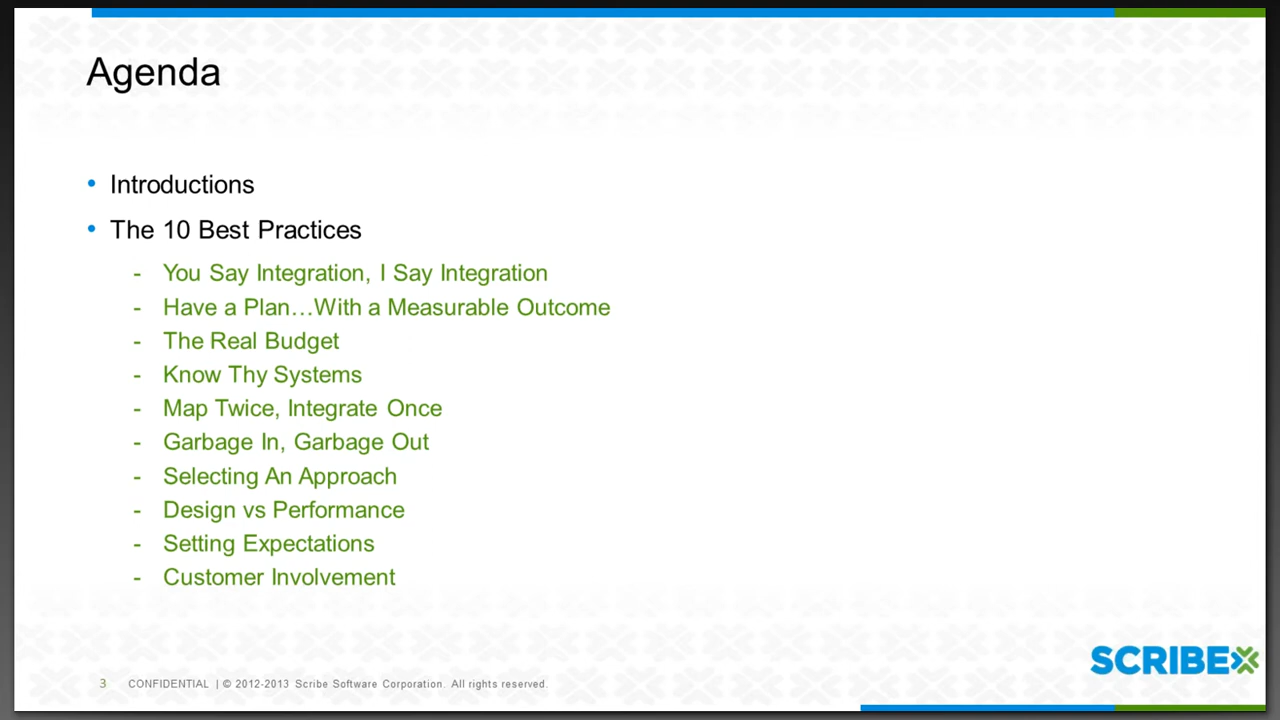 Agenda
• Introductions
• The 10 Best Practices
- You Say Integration, I Say Integration
- Have a Plan…With a Measurable Outcome
- The Real Budget
- Know Thy Systems
- Map Twice, Integrate Once
- Garbage In, Garbage Out
- Selecting An Approach
- Design vs Performance
- Setting Expectations
- Customer Involvement
SCRIBE
3 CONFIDENTIAL | © 2012-2013 Scribe Software Corporation. All rights reserved.